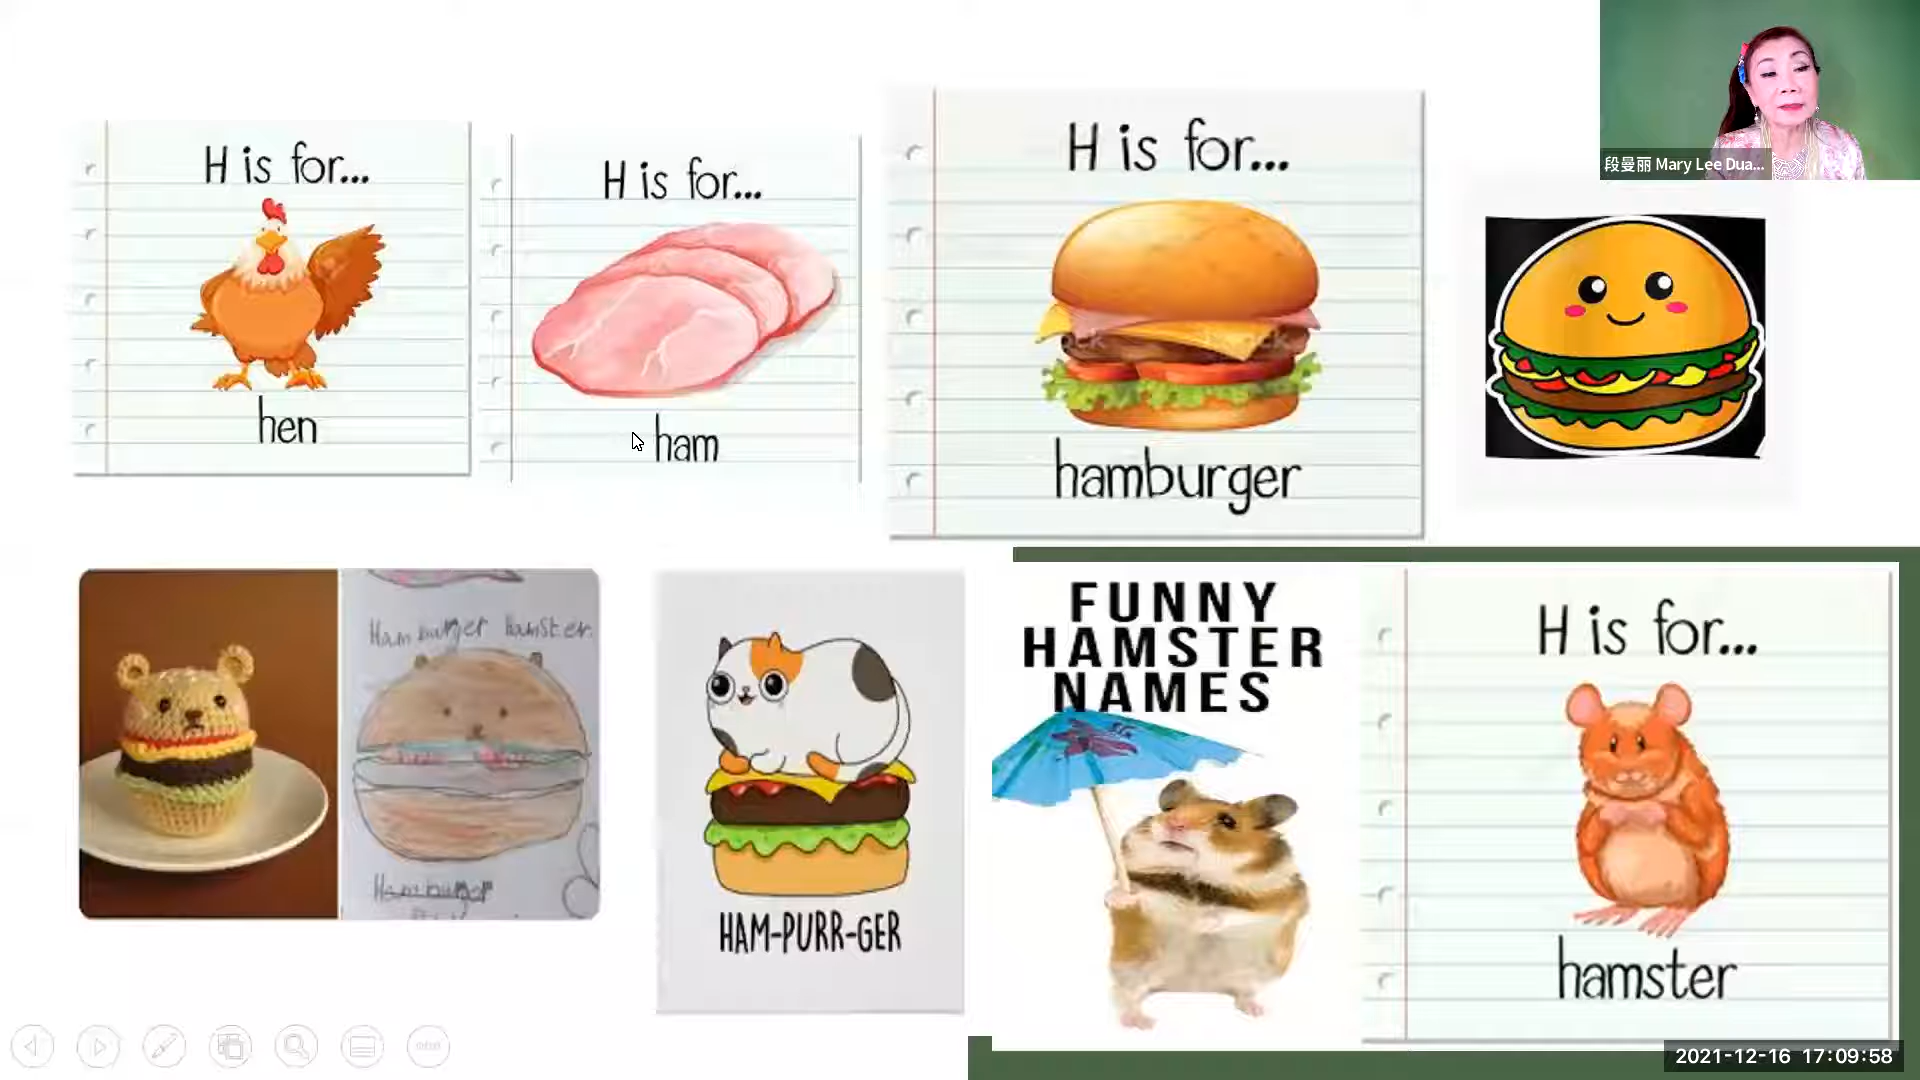 H is for...
hen
H is for...
ham
H is for...
hamburger
段曼丽 Mary Lee Dua...
Hamburger hamster
Hamburger
HAM-PURR-GER
FUNNY
HAMSTER
NAMES
H is for...
hamster
2021-12-16 17:09:58